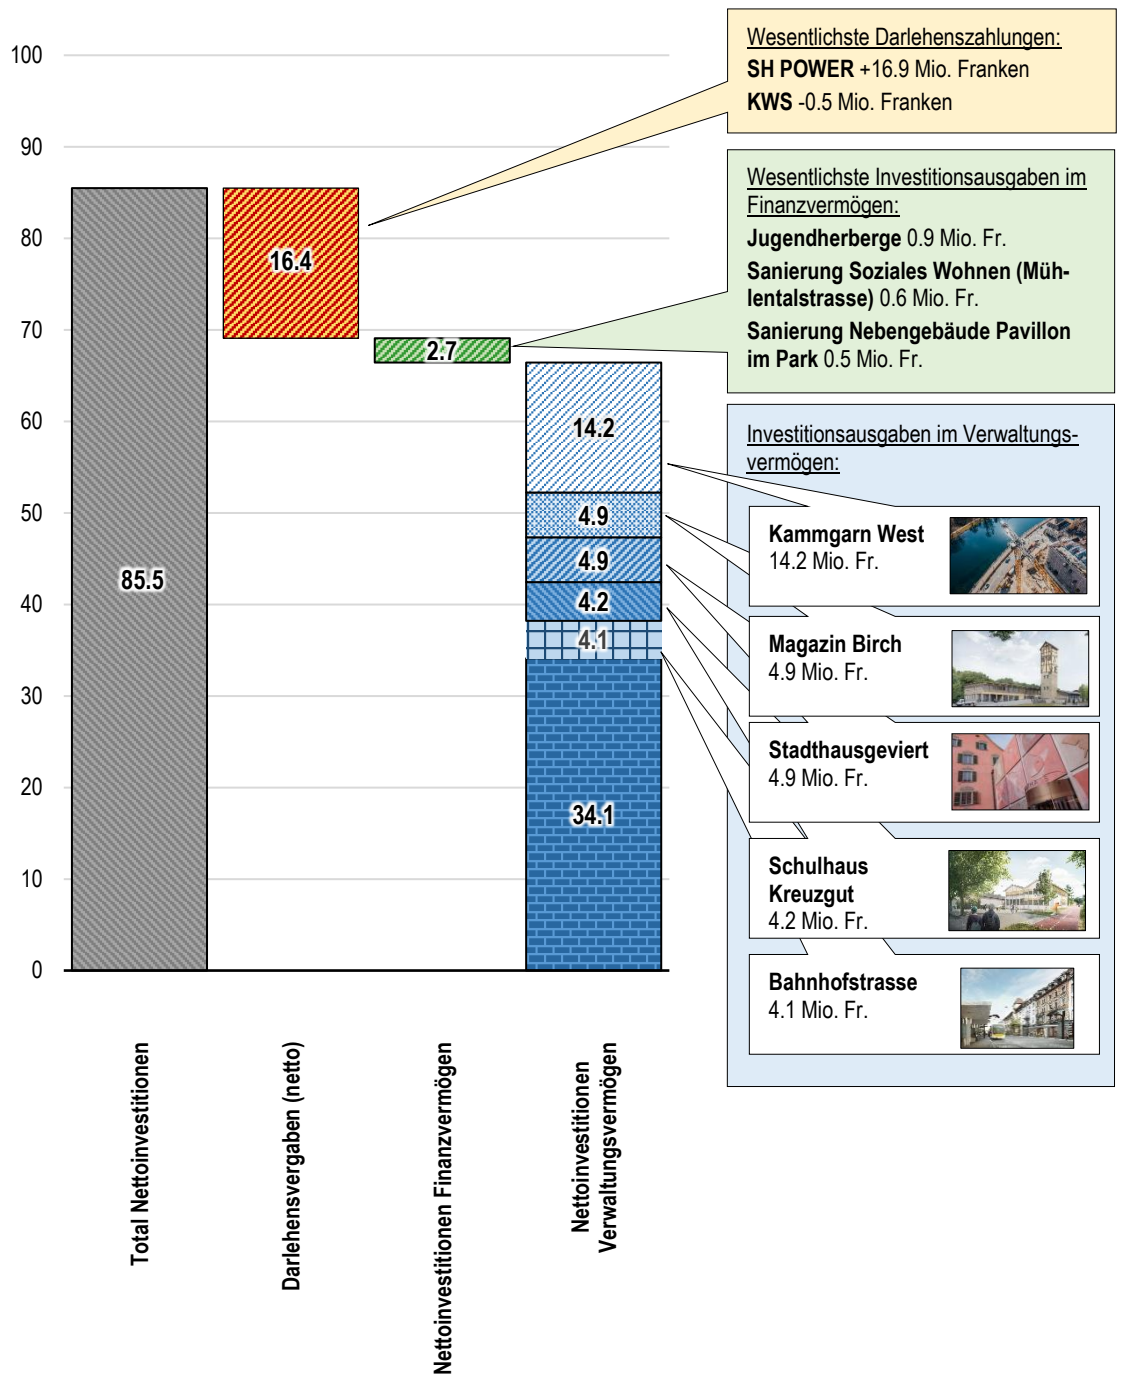 Wesentlichste Darlehenszahlungen:
SH POWER +16.9 Mio. Franken
KWS -0.5 Mio. Franken
Wesentlichste Investitionsausgaben im
Finanzvermögen:
Jugendherberge 0.9 Mio. Fr.
Sanierung Soziales Wohnen (Müh-
lentalstrasse) 0.6 Mio. Fr.
Sanierung Nebengebäude Pavillon
im Park 0.5 Mio. Fr.
Investitionsausgaben im Verwaltungs-
vermögen:
Kammgarn West
14.2 Mio. Fr.
Magazin Birch
4.9 Mio. Fr.
Stadthausgeviert
4.9 Mio. Fr.
Schulhaus
Kreuzgut
4.2 Mio. Fr.
Bahnhofstrasse
4.1 Mio. Fr.
100
90
80
70
60
50
40
30
20
10
0
85.5
16.4
2.7
14.2
4.9
4.9
4.2
4.1
34.1
Total Nettoinvestitionen
Darlehensvergaben (netto)
Nettoinvestitionen Finanzvermögen
Nettoinvestitionen
Verwaltungsvermögen